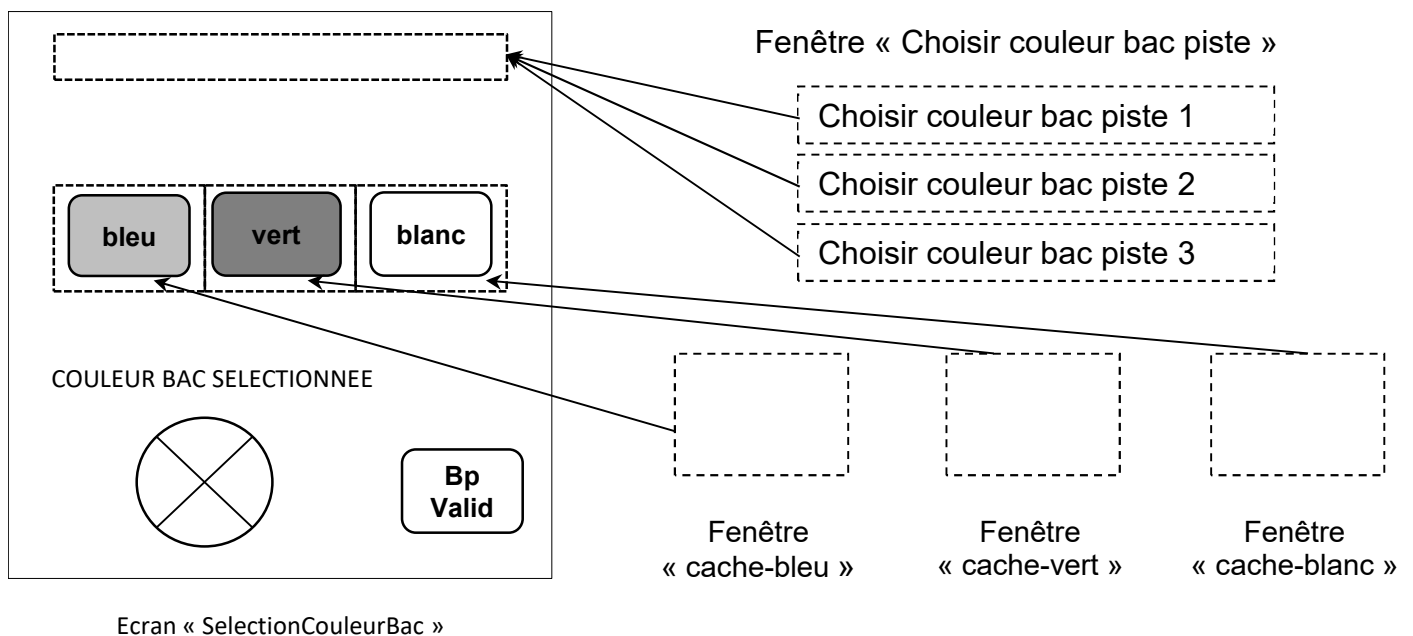 Fenêtre « Choisir couleur bac piste »
Choisir couleur bac piste 1
Choisir couleur bac piste 2
Choisir couleur bac piste 3
bleu
vert
blanc
COULEUR BAC SELECTIONNEE
Bp
Valid
Fenêtre
« cache-bleu »
Fenêtre
« cache-vert »
Fenêtre
« cache-blanc »
Ecran « SelectionCouleurBac »